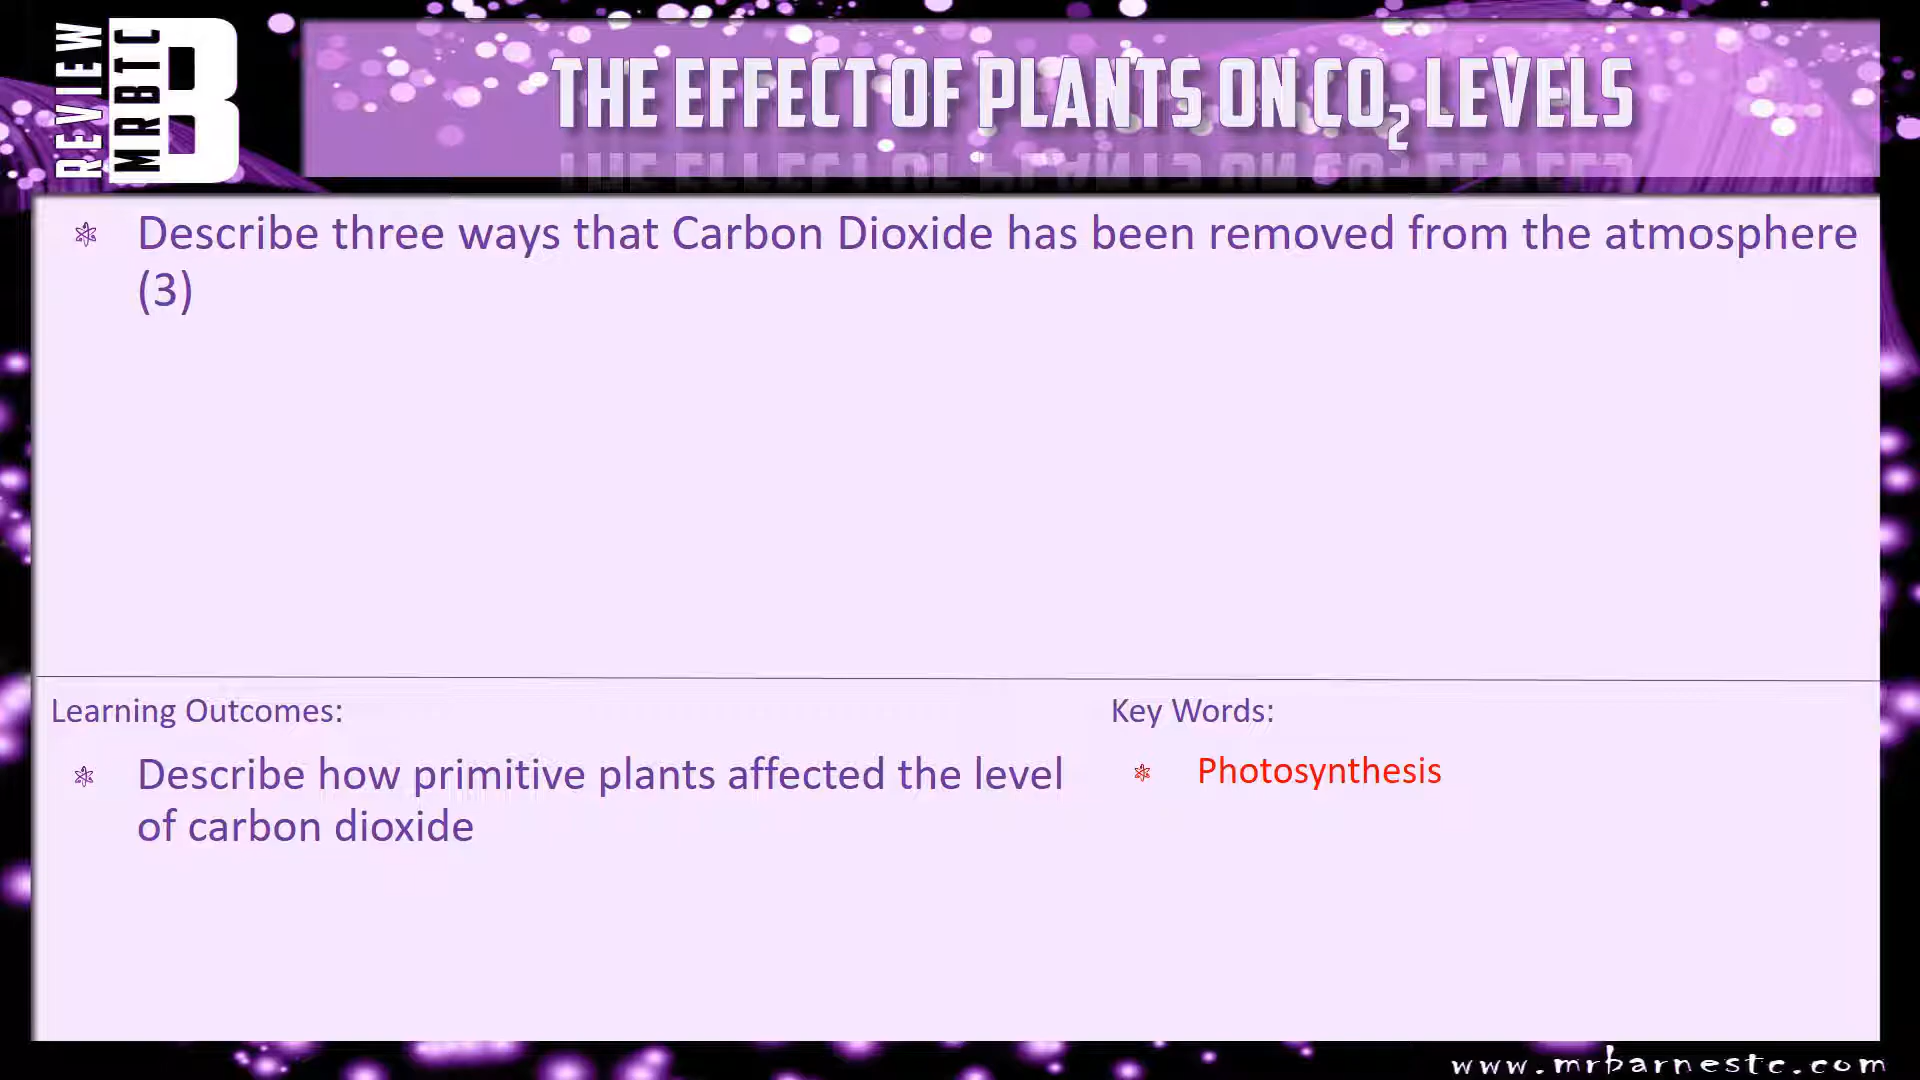 REVIEW
MRBTC
B
THE EFFECT OF PLANTS ON CO₂ LEVELS
Describe three ways that Carbon Dioxide has been removed from the atmosphere
(3)
Learning Outcomes:
Describe how primitive plants affected the level
of carbon dioxide
Key Words:
Photosynthesis
www.mrbarnestc.com